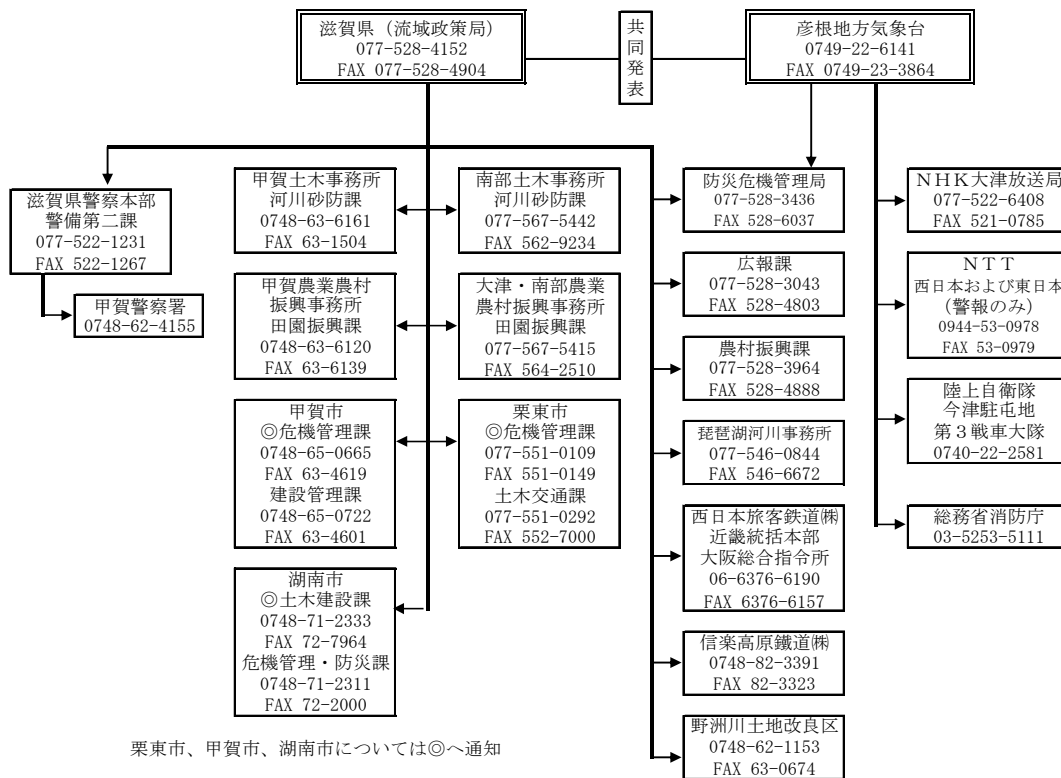 滋賀県（流域政策局）
077-528-4152
FAX 077-528-4904
共同発表
彦根地方気象台
0749-22-6141
FAX 0749-23-3864
滋賀県警察本部
警備第二課
077-522-1231
FAX 522-1267
甲賀警察署
0748-62-4155
甲賀土木事務所
河川砂防課
0748-63-6161
FAX 63-1504
南部土木事務所
河川砂防課
077-567-5442
FAX 562-9234
甲賀農業農村
振興事務所
田園振興課
0748-63-6120
FAX 63-6139
大津・南部農業
農村振興事務所
田園振興課
077-567-5415
FAX 564-2510
甲賀市
◎危機管理課
0748-65-0665
FAX 63-4619
建設管理課
0748-65-0722
FAX 63-4601
栗東市
◎危機管理課
077-551-0109
FAX 551-0149
土木交通課
077-551-0292
FAX 552-7000
湖南市
◎土木建設課
0748-71-2333
FAX 72-7964
危機管理・防災課
0748-71-2311
FAX 72-2000
防災危機管理局
077-528-3436
FAX 528-6037
広報課
077-528-3043
FAX 528-4803
農村振興課
077-528-3964
FAX 528-4888
琵琶湖河川事務所
077-546-0844
FAX 546-6672
西日本旅客鉄道㈱
近畿統括本部
大阪総合指令所
06-6376-6190
FAX 6376-6157
信楽高原鐵道㈱
0748-82-3391
FAX 82-3323
野洲川土地改良区
0748-62-1153
FAX 63-0674
ＮＨＫ大津放送局
077-522-6408
FAX 521-0785
ＮＴＴ
西日本および東日本
(警報のみ)
0944-53-0978
FAX 53-0979
陸上自衛隊
今津駐屯地
第３戦車大隊
0740-22-2581
総務省消防庁
03-5253-5111
栗東市、甲賀市、湖南市については◎へ通知